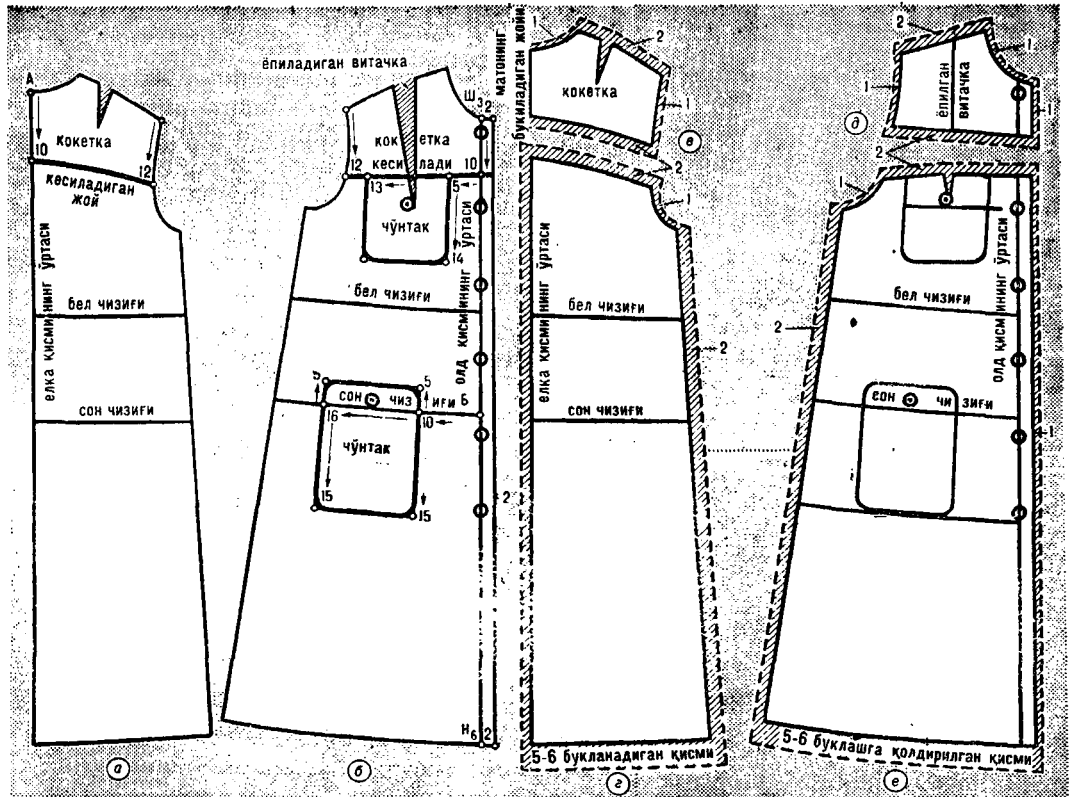 А
10
кокетка
12
кесиладиган
жой
елка қисмининг ўртаси
бел чизиғи
сон чизиғи
а
ёпиладиган витачка
Ш3
2
кокетка
кесилади
12
13
5
10
чўнтак
14
бел чизиғи
олд қисмининг ўртаси
5
сон чизиғи
Б
16
10
чўнтак
15
15
2
Н6
2
б
матонинг
букиладиган жойи
1
2
кокетка
1
в
2
1
елка қисмининг ўртаси
бел чизиғи
2
сон чизиғи
5-6 букланадиган қисми
г
2
1
1
ёпилган
витачка
1
д
2
1
бел чизиғи
олд қисмининг ўртаси
2
сон чизиғи
1
5-6 буклашга қолдирилган қисми
е